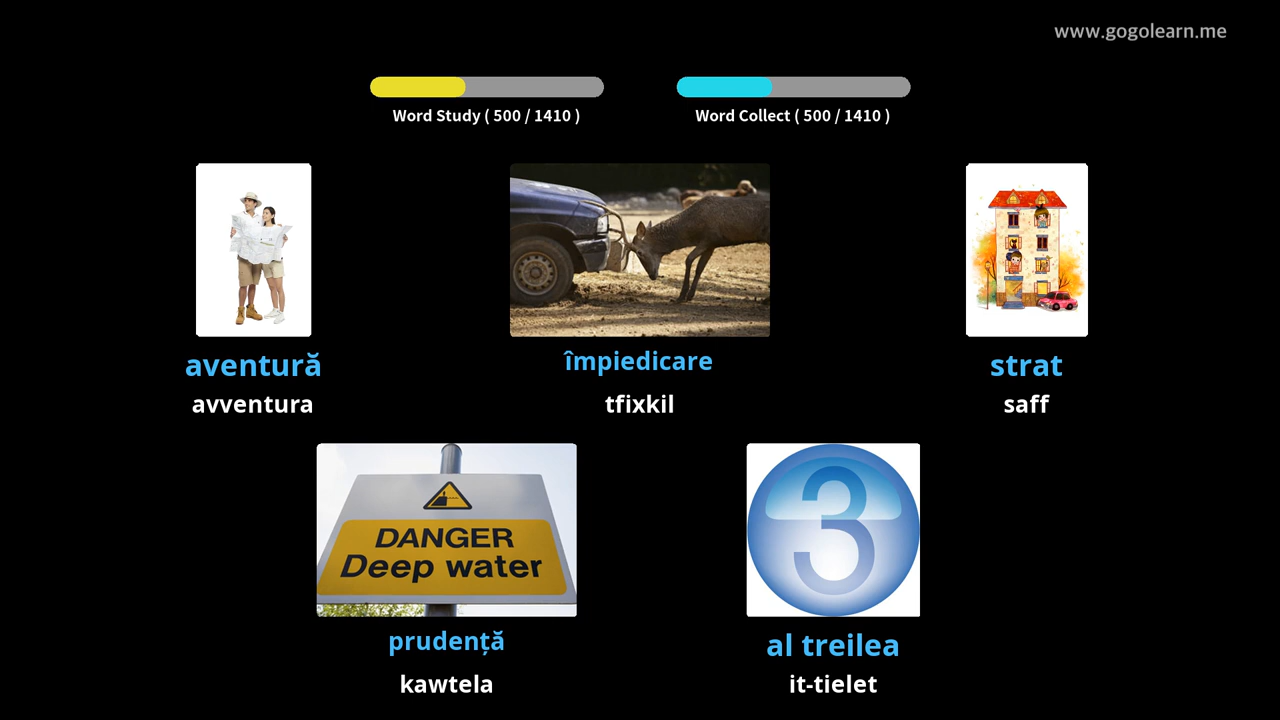 www.gogolearn.me
Word Study ( 500 / 1410 )
Word Collect ( 500 / 1410 )
aventură
avventura
împiedicare
tfixkil
strat
saff
DANGER
Deep water
prudență
kawtela
3
al treilea
it-tielet